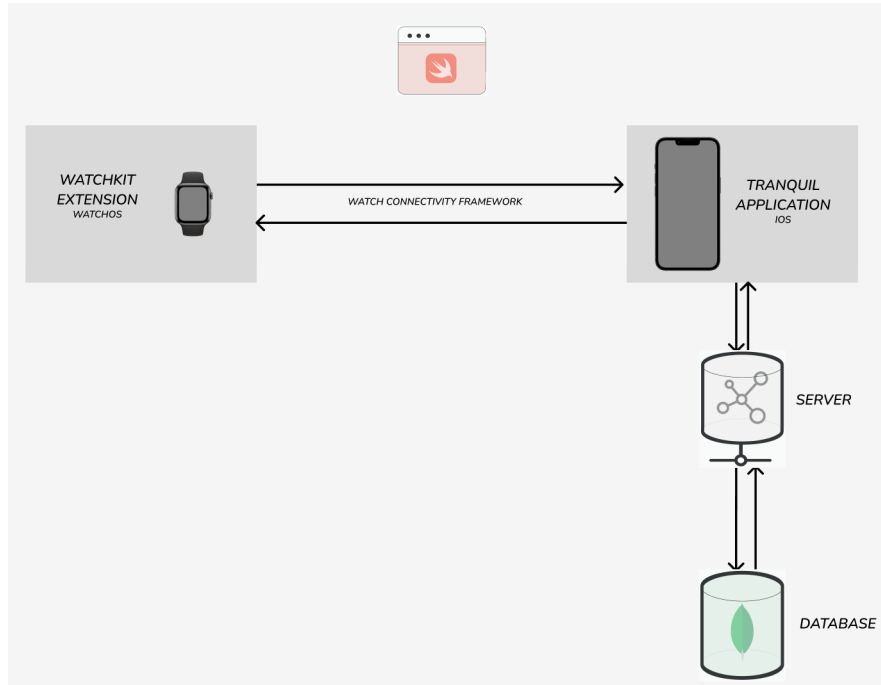 WATCHKIT
EXTENSION
WATCHOS
WATCH CONNECTIVITY FRAMEWORK
TRANQUIL
APPLICATION
IOS
SERVER
DATABASE